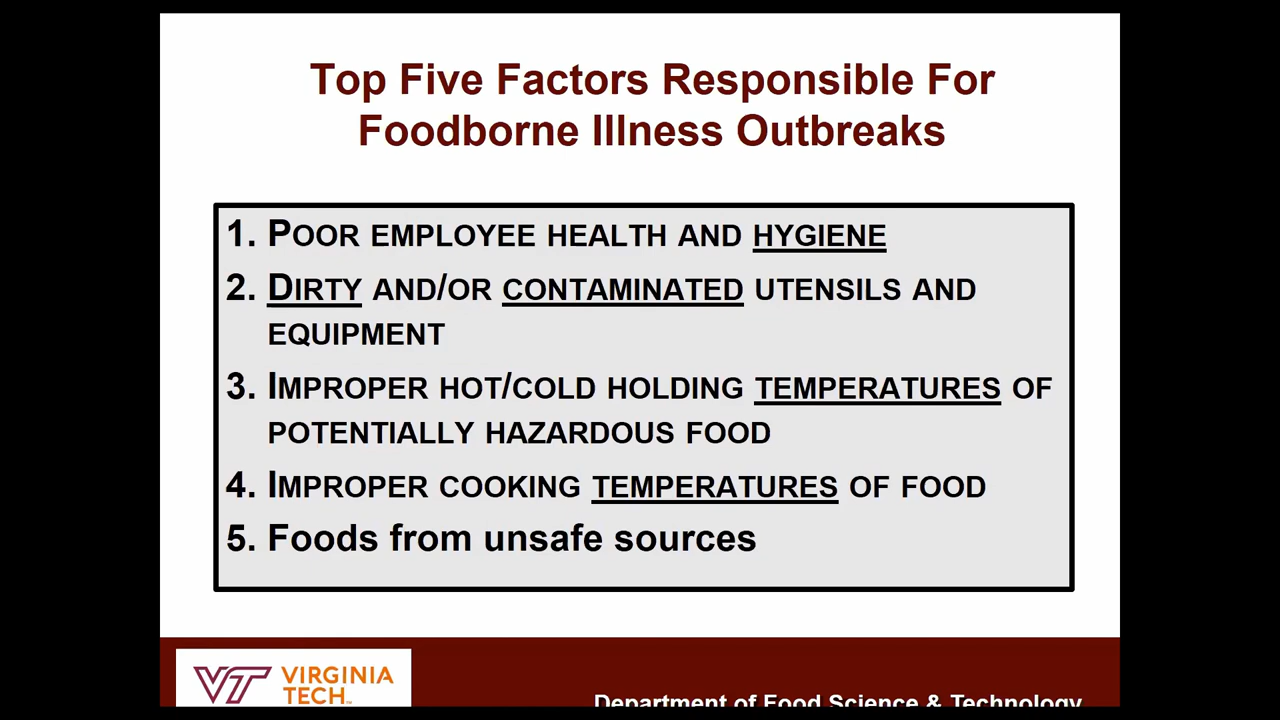 Top Five Factors Responsible For
Foodborne Illness Outbreaks
1. POOR EMPLOYEE HEALTH AND HYGIENE
2. DIRTY AND/OR CONTAMINATED UTENSILS AND
EQUIPMENT
3. IMPROPER HOT/COLD HOLDING TEMPERATURES OF
POTENTIALLY HAZARDOUS FOOD
4. IMPROPER COOKING TEMPERATURES OF FOOD
5. Foods from unsafe sources
VT VIRGINIA
TECH™
Department of Food Science & Technology